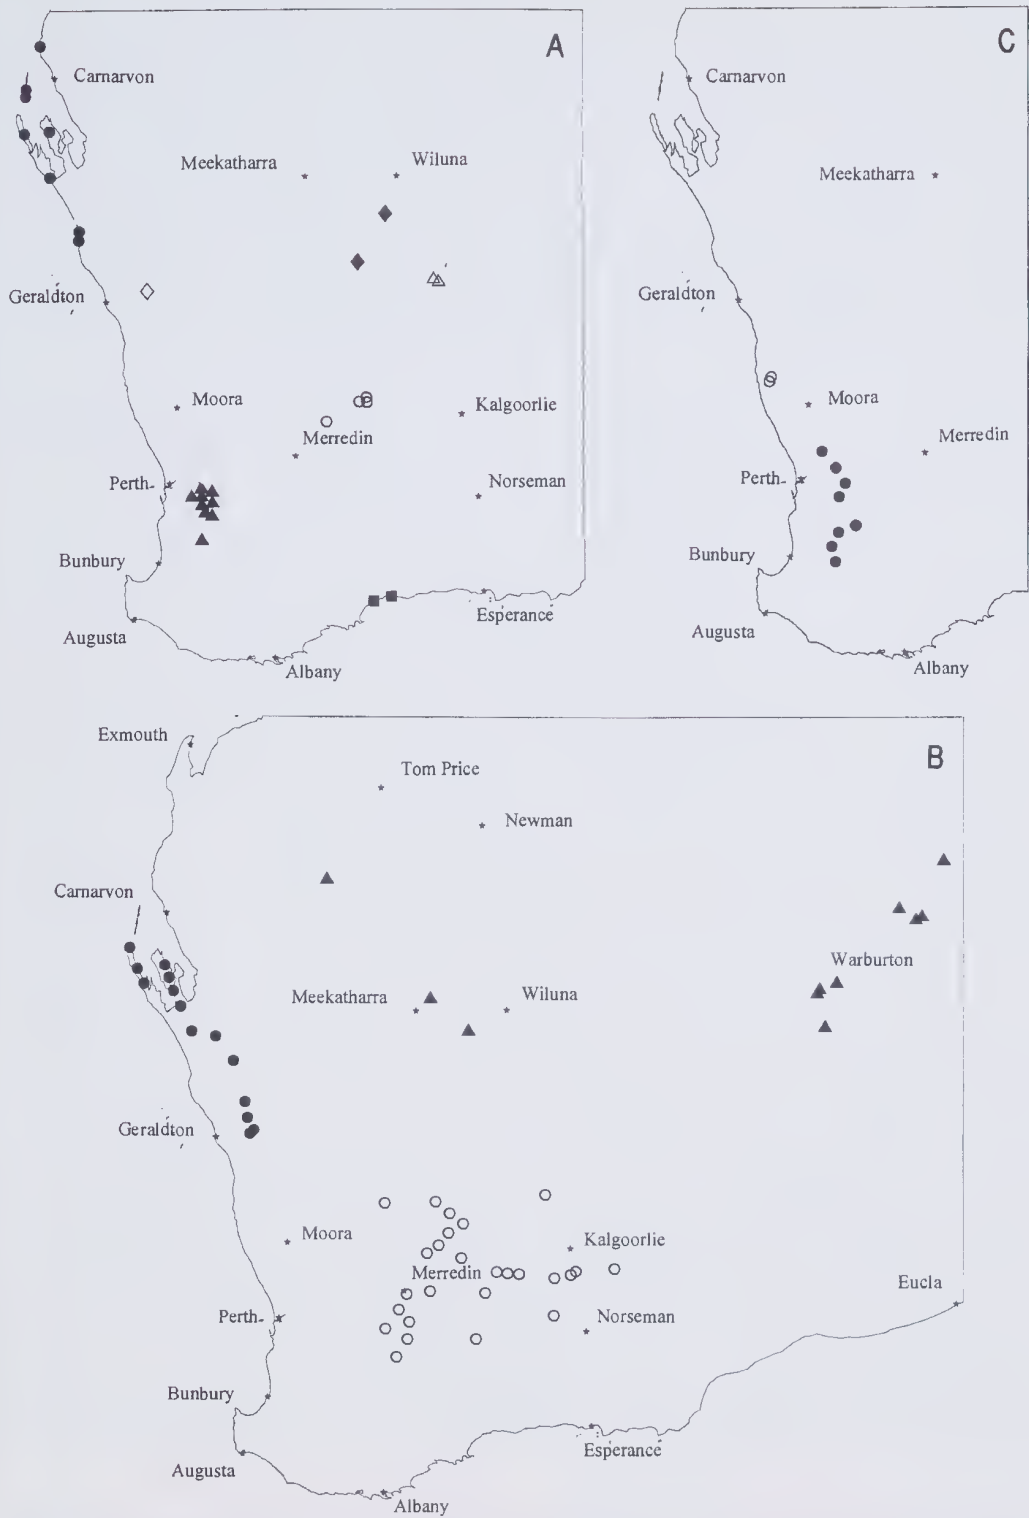 A
Carnarvon
Meekatharra
Wiluna
Geraldton
Moora
Kalgoorlie
Merredin
Perth
Norseman
Bunbury
Esperance
Augusta
Albany
C
Carnarvon
Meekatharra
Geraldton
Moora
Merredin
Perth
Bunbury
Augusta
Albany
B
Exmouth
Tom Price
Newman
Carnarvon
Warburton
Meekatharra
Wiluna
Geraldton
Moora
Kalgoorlie
Merredin
Eucla
Perth
Norseman
Bunbury
Esperance
Augusta
Albany